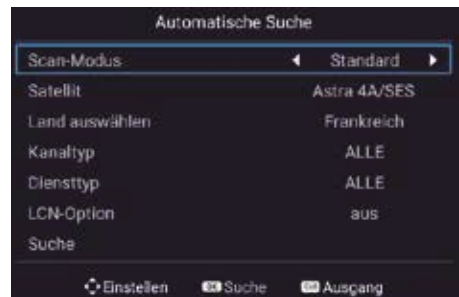 Automatische Suche
Scan-Modus Standard
Satellit Astra 4A/SES
Land auswählen Frankreich
Kanaltyp ALLE
Diensttyp ALLE
LCN-Option aus
Suche
Einstellen OK Suche Ausgang